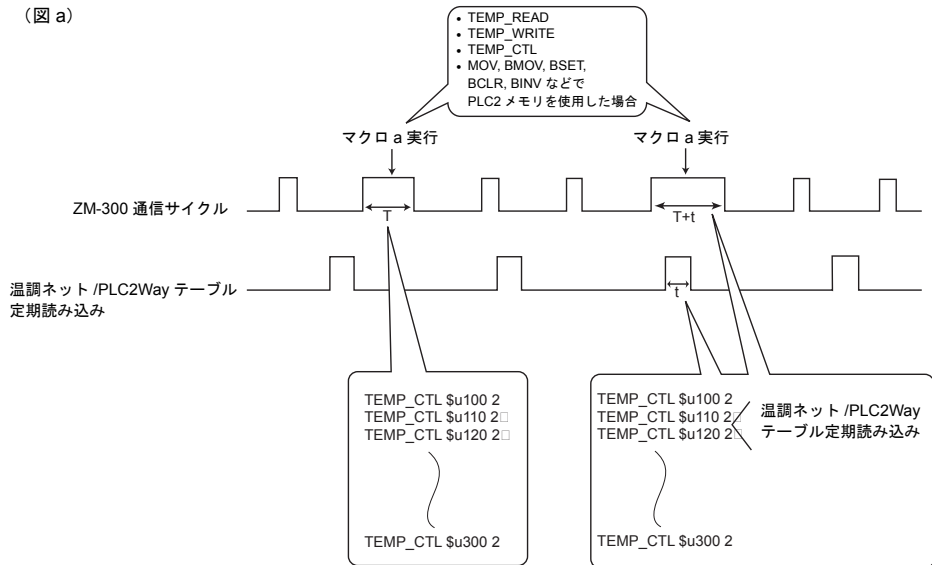 （図 a）
• TEMP_READ
• TEMP_WRITE
• TEMP_CTL
• MOV, BMOV, BSET,
BCLR, BINV などで
PLC2 メモリを使用した場合
マクロ a 実行
マクロ a 実行
ZM-300 通信サイクル
T
T+t
温調ネット /PLC2Way テーブル
定期読み込み
t
TEMP_CTL $u100 2
TEMP_CTL $u110 2□
TEMP_CTL $u120 2□
TEMP_CTL $u300 2
TEMP_CTL $u100 2
TEMP_CTL $u110 2□
TEMP_CTL $u120 2□
TEMP_CTL $u300 2
温調ネット /PLC2Way
テーブル定期読み込み